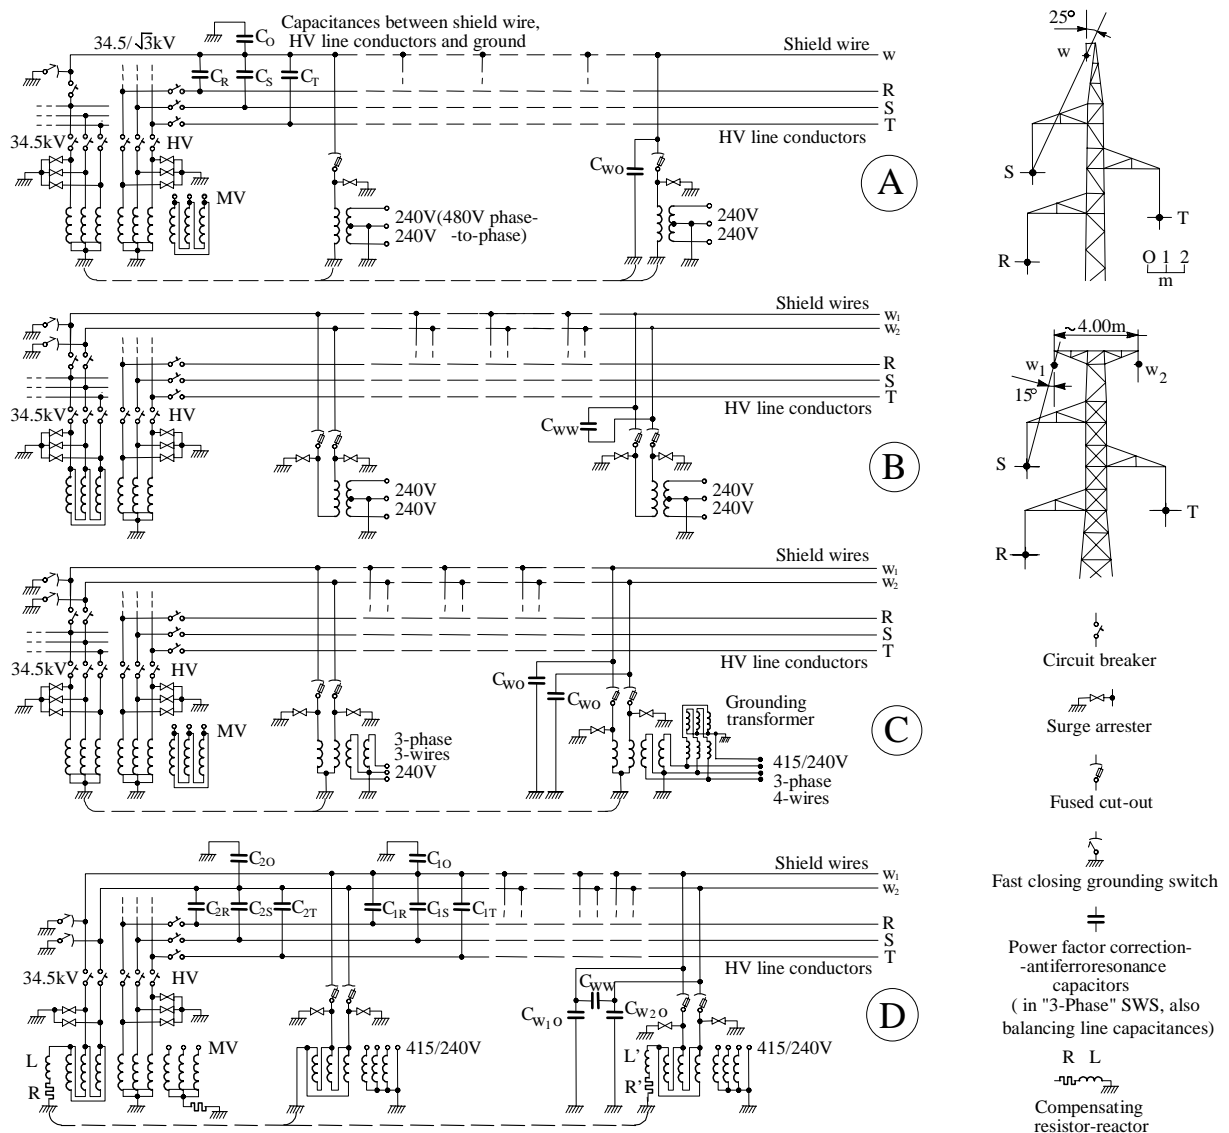 Capacitances between shield wire,
HV line conductors and ground
34.5/√3kV
C_O
Shield wire
w
C_R
C_S
C_T
R
S
T
HV line conductors
34.5kV
HV
MV
C_WO
A
240V(480V phase-
240V -to-phase)
240V
240V
Shield wires
w₁
w₂
R
S
T
HV line conductors
34.5kV
HV
C_WW
B
240V
240V
240V
240V
Shield wires
w₁
w₂
R
S
T
HV line conductors
34.5kV
HV
C_WO
C_WO
Grounding
transformer
C
MV
3-phase
3-wires
240V
415/240V
3-phase
4-wires
C_2O
C_1O
Shield wires
w₁
w₂
C_2R
C_2S
C_2T
C_1R
C_1S
C_1T
R
S
T
HV line conductors
34.5kV
HV
C_WW
C_W1O
C_W2O
D
MV
415/240V
415/240V
L
R
L'
R'
25°
w
S
T
R
O 1 2
m
~4.00m
w₁
w₂
15°
S
T
R
Circuit breaker
Surge arrester
Fused cut-out
Fast closing grounding switch
Power factor correction-
-antiferroresonance
capacitors
( in "3-Phase" SWS, also
balancing line capacitances)
R L
Compensating
resistor-reactor